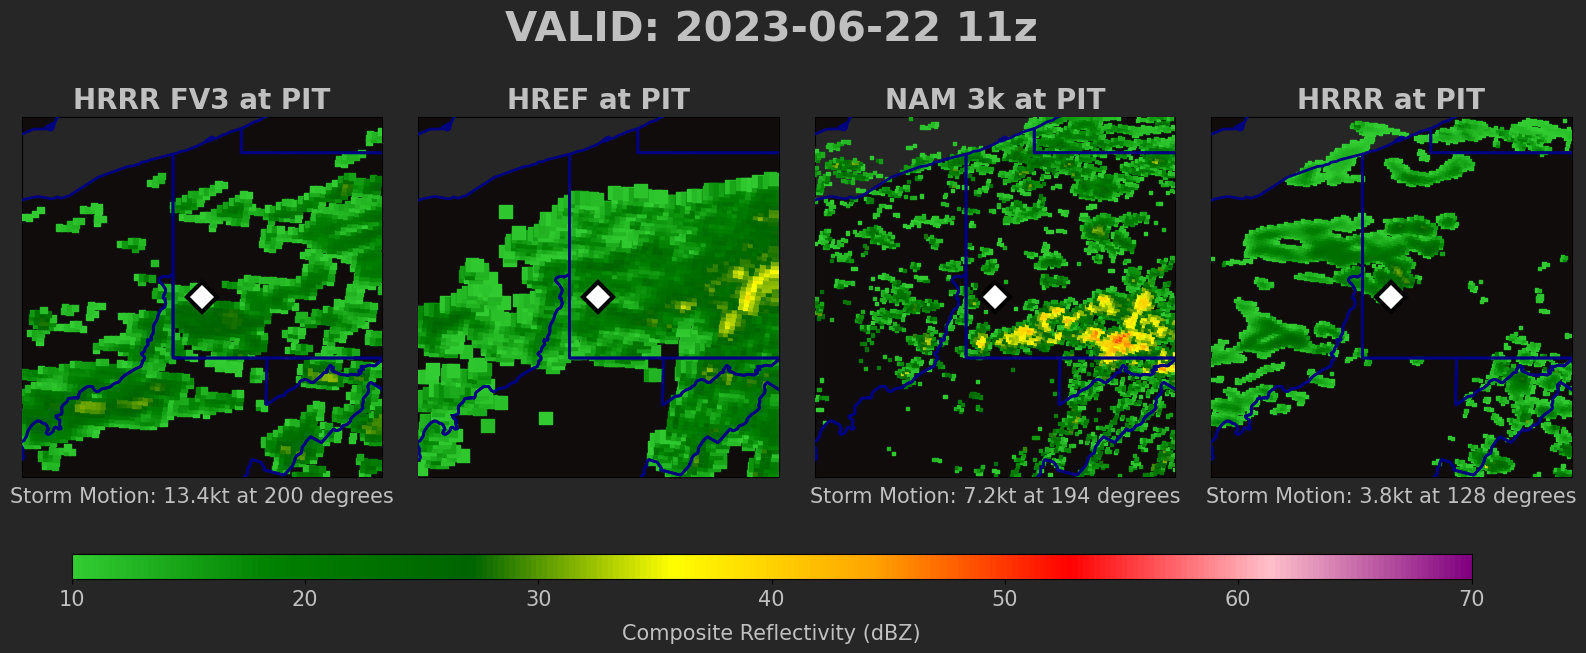 VALID: 2023-06-22 11z
HRRR FV3 at PIT
HREF at PIT
NAM 3k at PIT
HRRR at PIT
Storm Motion: 13.4kt at 200 degrees
Storm Motion: 7.2kt at 194 degrees
Storm Motion: 3.8kt at 128 degrees
10 20 30 40 50 60 70
Composite Reflectivity (dBZ)